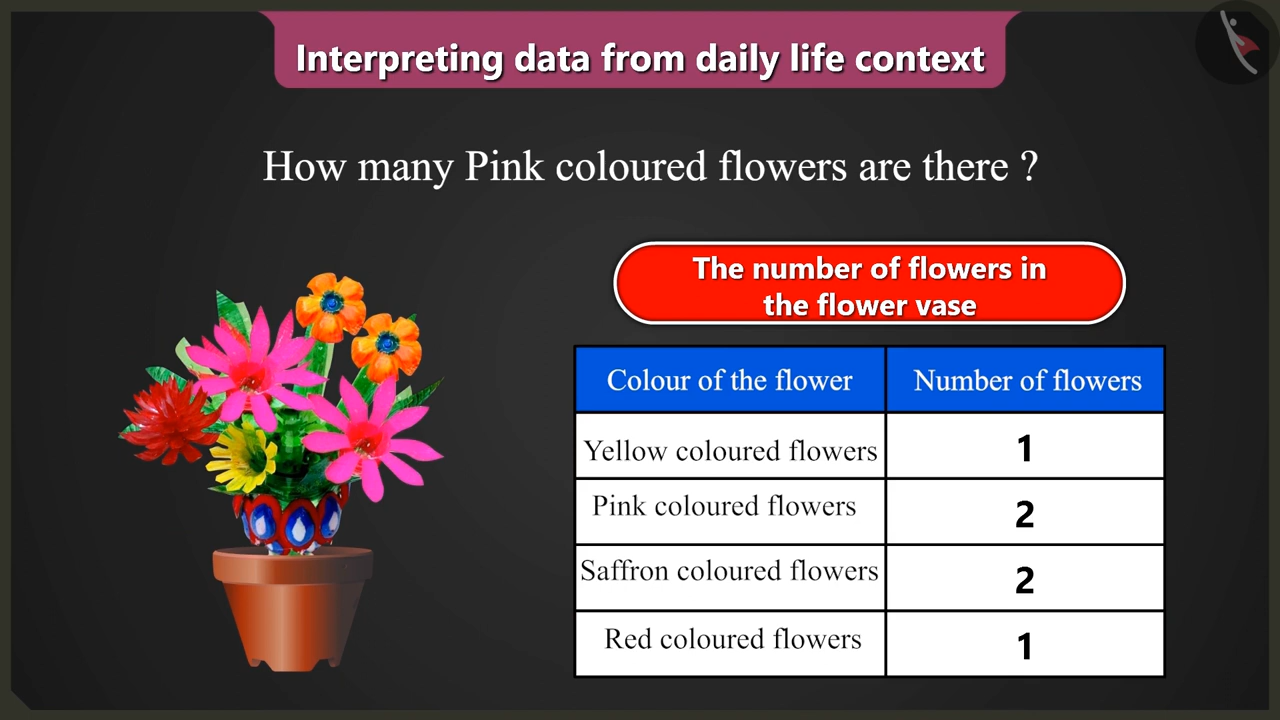 Interpreting data from daily life context
How many Pink coloured flowers are there ?
The number of flowers in
the flower vase
Colour of the flower Number of flowers
Yellow coloured flowers 1
Pink coloured flowers 2
Saffron coloured flowers 2
Red coloured flowers 1